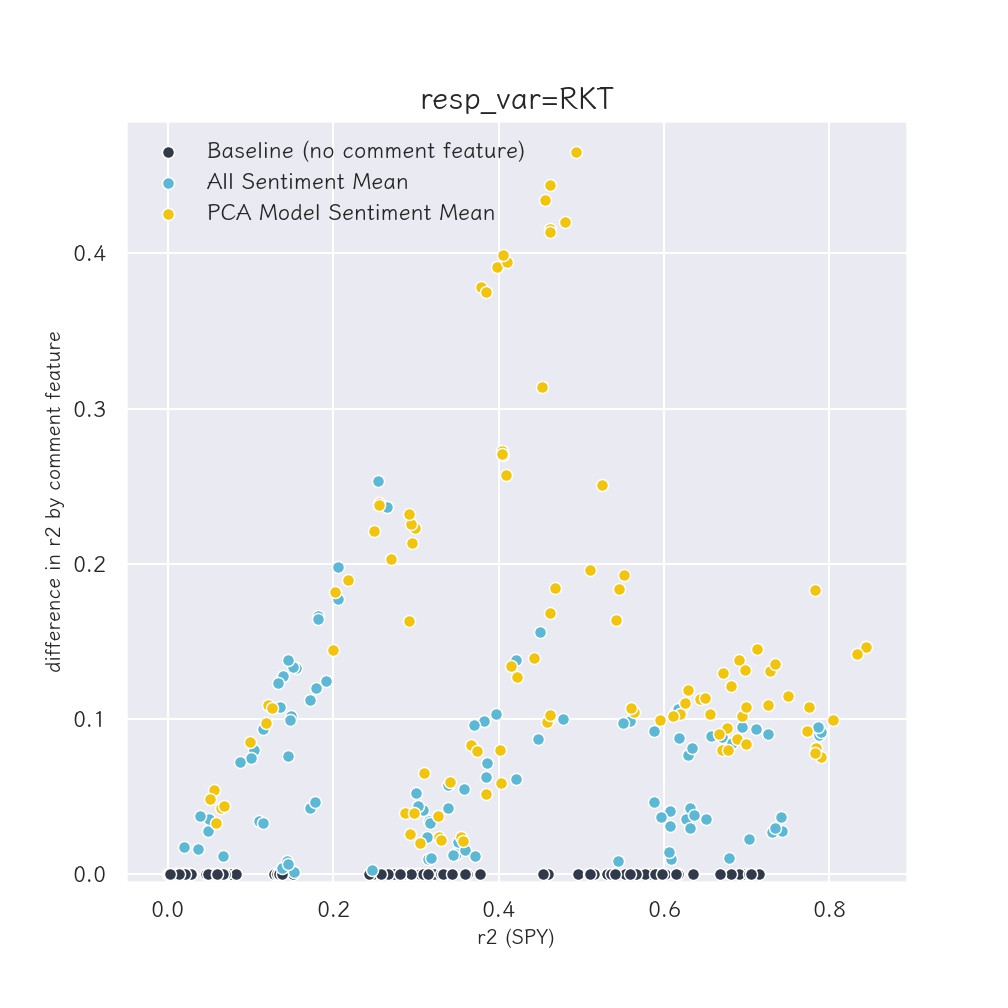 resp_var=RKT
Baseline (no comment feature)
All Sentiment Mean
PCA Model Sentiment Mean
difference in r2 by comment feature
0.4
0.3
0.2
0.1
0.0
0.0 0.2 0.4 0.6 0.8
r2 (SPY)